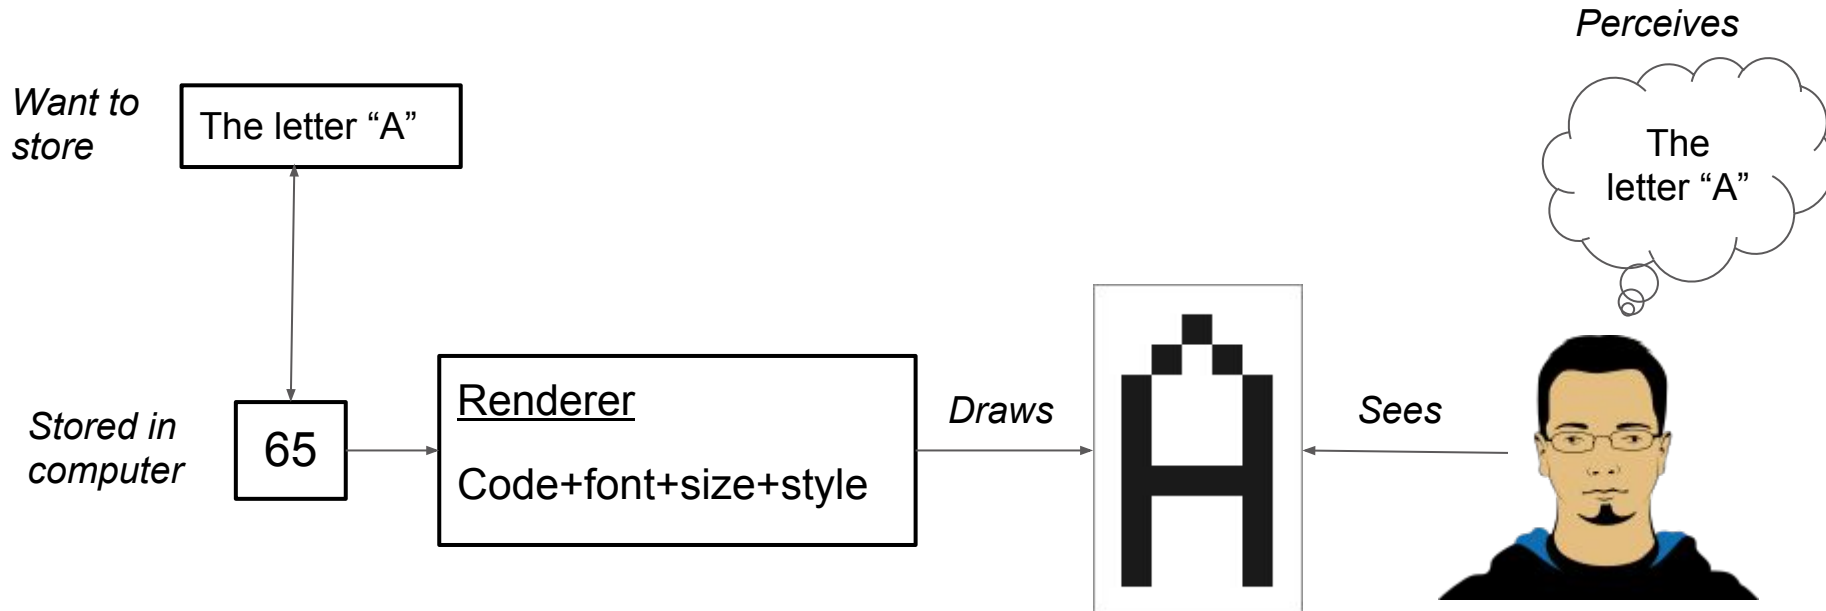 Perceives
Want to
store
The letter “A”
The
letter “A”
Stored in
computer
65
Renderer
Code+font+size+style
Draws
A
Sees